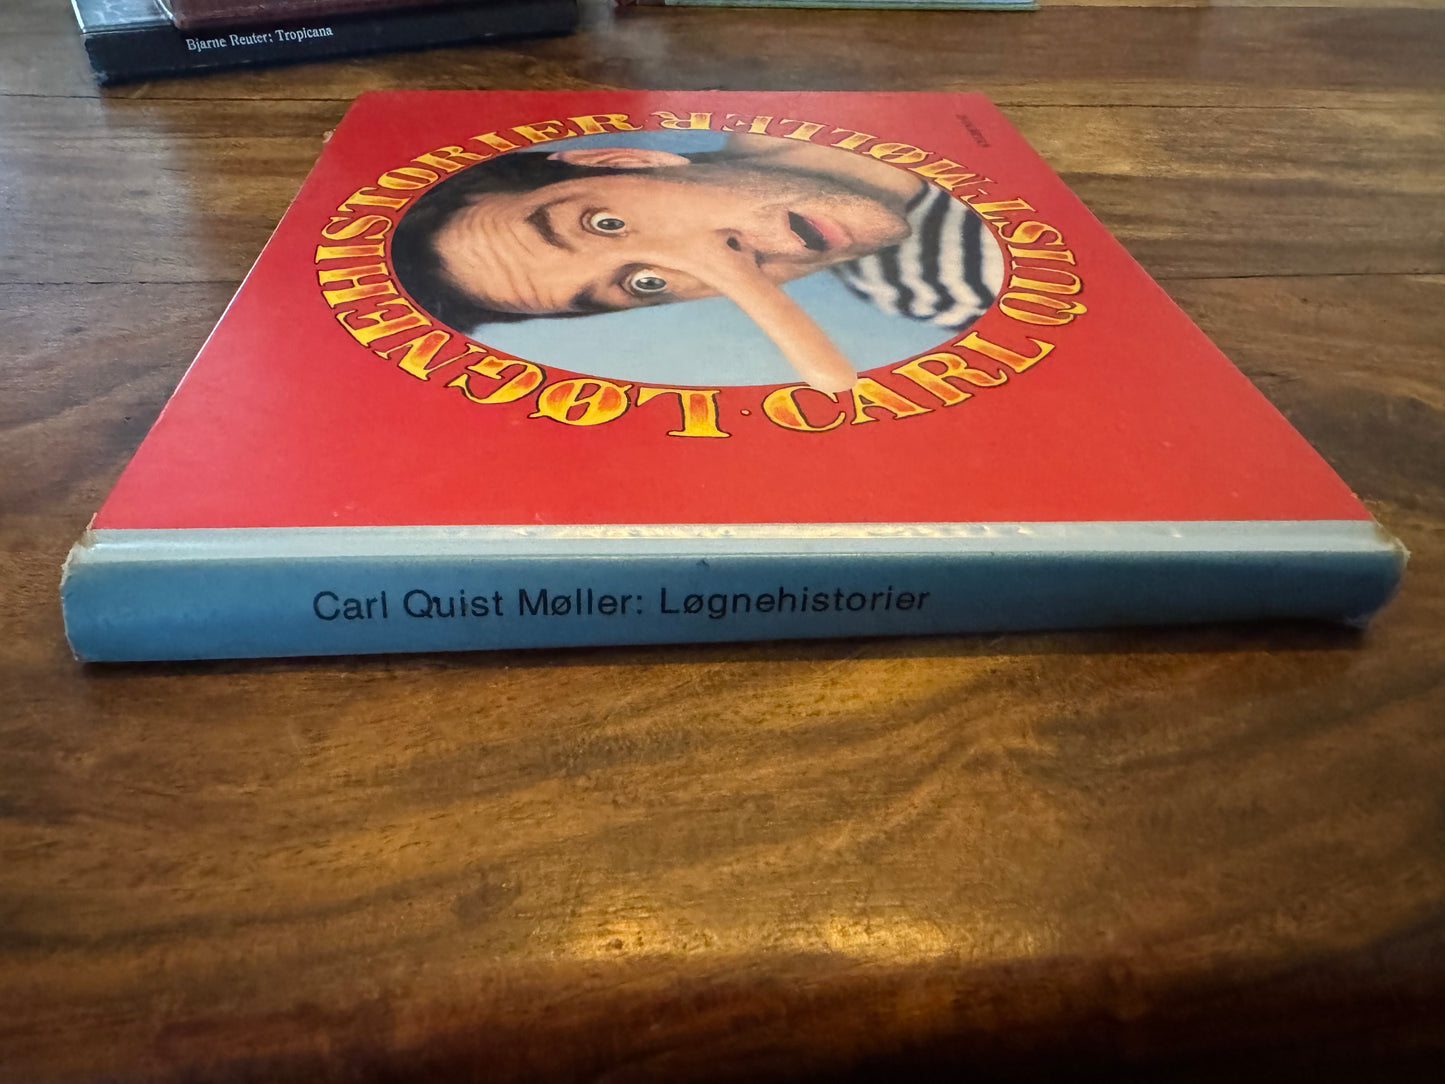 Bjarne Reuter: Tropicana
LØGNEHISTORIER
CARL QUIST-MØLLER
Carl Quist Møller: Løgnehistorier